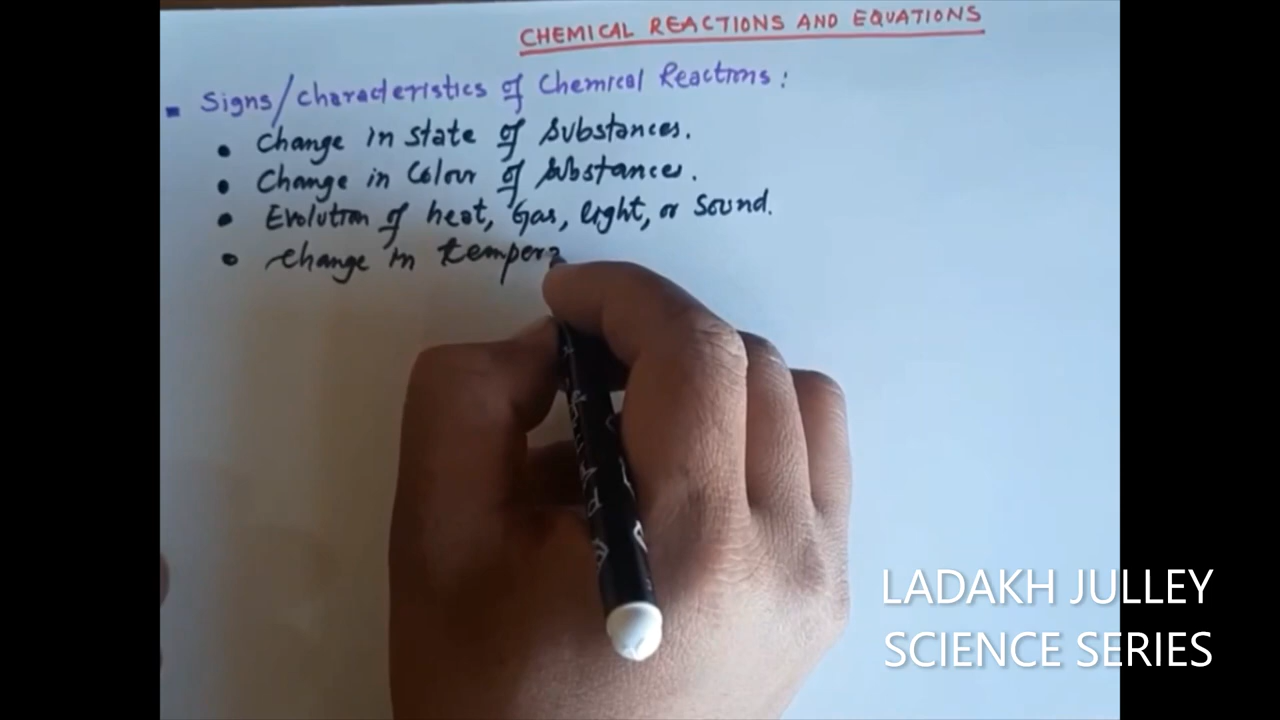 CHEMICAL REACTIONS AND EQUATIONS
Signs/characteristics of Chemical Reactions:
• Change in state of substances.
• Change in Colour of substances.
• Evolution of heat, Gas, light, or Sound.
• change in tempera
LADAKH JULLEY
SCIENCE SERIES